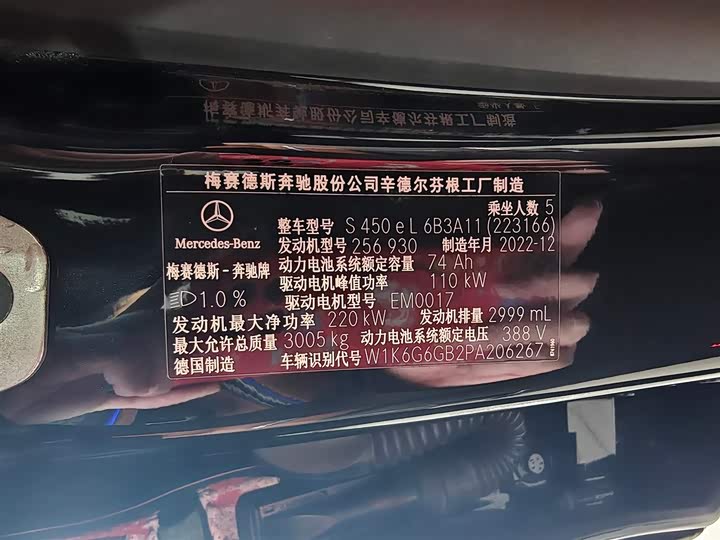 梅赛德斯奔驰股份公司辛德尔芬根工厂制造
乘坐人数 5
整车型号 S 450 e L 6B3A11 (223166)
Mercedes-Benz
发动机型号 256 930 制造年月 2022-12
梅赛德斯-奔驰牌 动力电池系统额定容量 74 Ah
驱动电机峰值功率 110 kW
1.0 % 驱动电机型号 EM0017
发动机最大净功率 220 kW 发动机排量 2999 mL
最大允许总质量 3005 kg 动力电池系统额定电压 388 V
德国制造 车辆识别代号 W1K6G6GB2PA206267